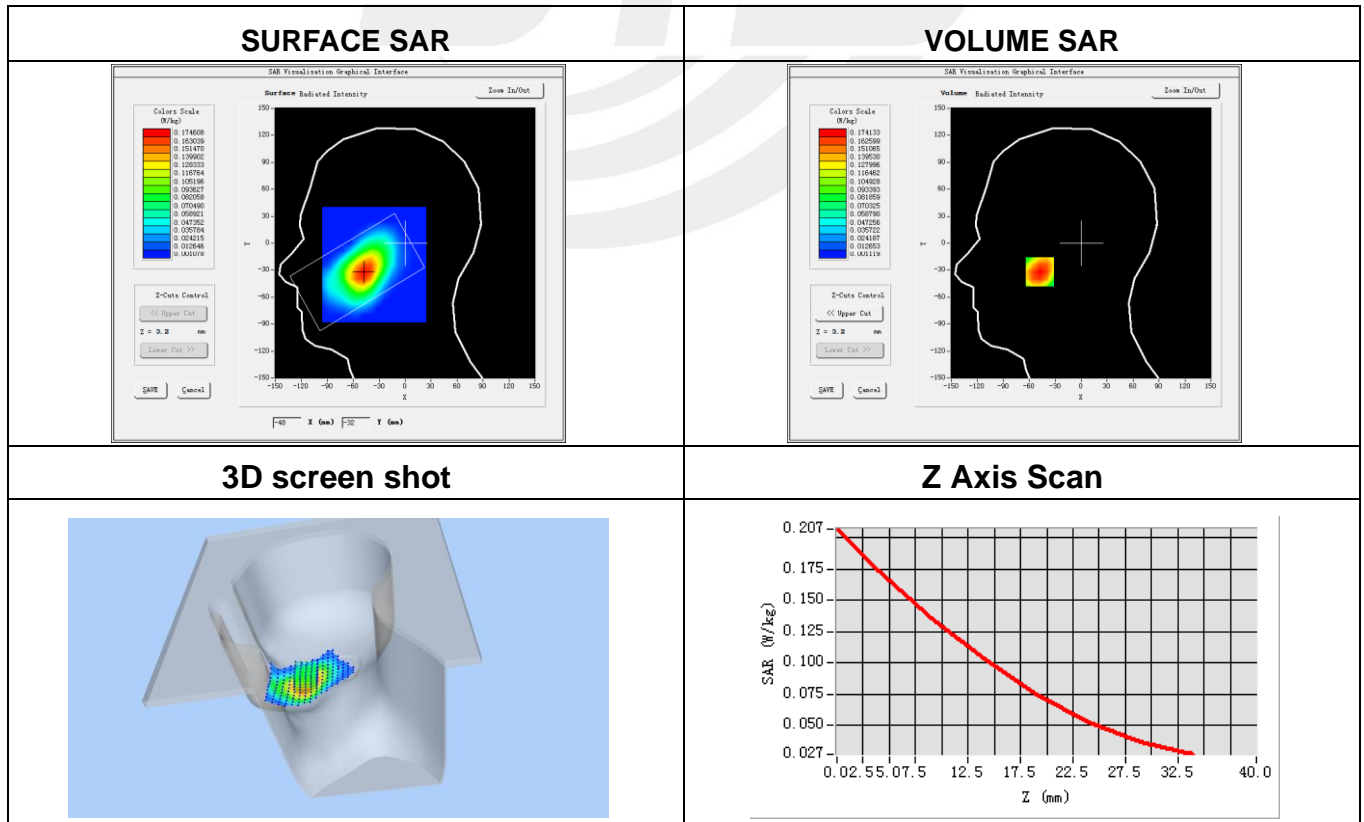 SURFACE SAR
VOLUME SAR
SAR Visualisation Graphical Interface
Surface Radiated Intensity
Zoom In/Out
Colors Scale
(W/kg)
0.174608
0.163039
0.151470
0.139902
0.128333
0.116764
0.105196
0.093627
0.082058
0.070490
0.058921
0.047352
0.035784
0.024215
0.012646
0.001078
150
120
90
60
30
0
-30
-60
-90
-120
-150
Y
-150 -120 -90 -60 -30 0 30 60 90 120 150
X
Z-Cuts Control
<< Upper Cut
Z = 3.2 mm
Lower Cut >>
SAVE Cancel
-48 X (mm) -32 Y (mm)
SAR Visualisation Graphical Interface
Volume Radiated Intensity
Zoom In/Out
Colors Scale
(W/kg)
0.174133
0.162599
0.151065
0.139530
0.127996
0.116462
0.104928
0.093393
0.081859
0.070325
0.058790
0.047256
0.035722
0.024187
0.012653
0.001119
150
120
90
60
30
0
-30
-60
-90
-120
-150
Y
-150 -120 -90 -60 -30 0 30 60 90 120 150
X
Z-Cuts Control
<< Upper Cut
Z = 3.2 mm
Lower Cut >>
SAVE Cancel
3D screen shot
Z Axis Scan
0.207
0.175
0.150
0.125
0.100
0.075
0.050
0.027
SAR (W/kg)
0.02.55.07.5 12.5 17.5 22.5 27.5 32.5 40.0
Z (mm)